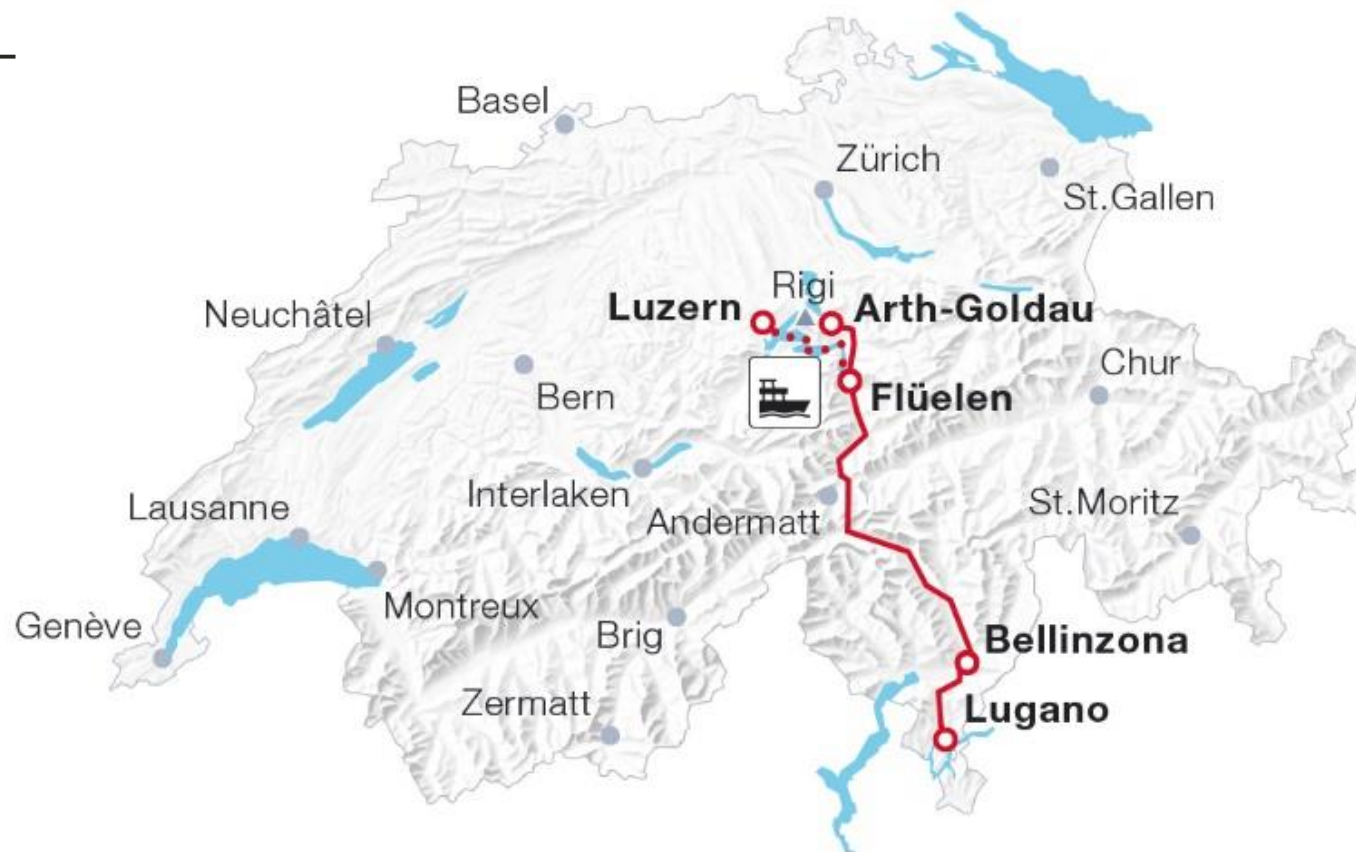 Basel
Zürich
St.Gallen
Rigi
Luzern
Arth-Goldau
Neuchâtel
Chur
Bern
Flüelen
Interlaken
Andermatt
St.Moritz
Lausanne
Montreux
Genève
Brig
Bellinzona
Zermatt
Lugano